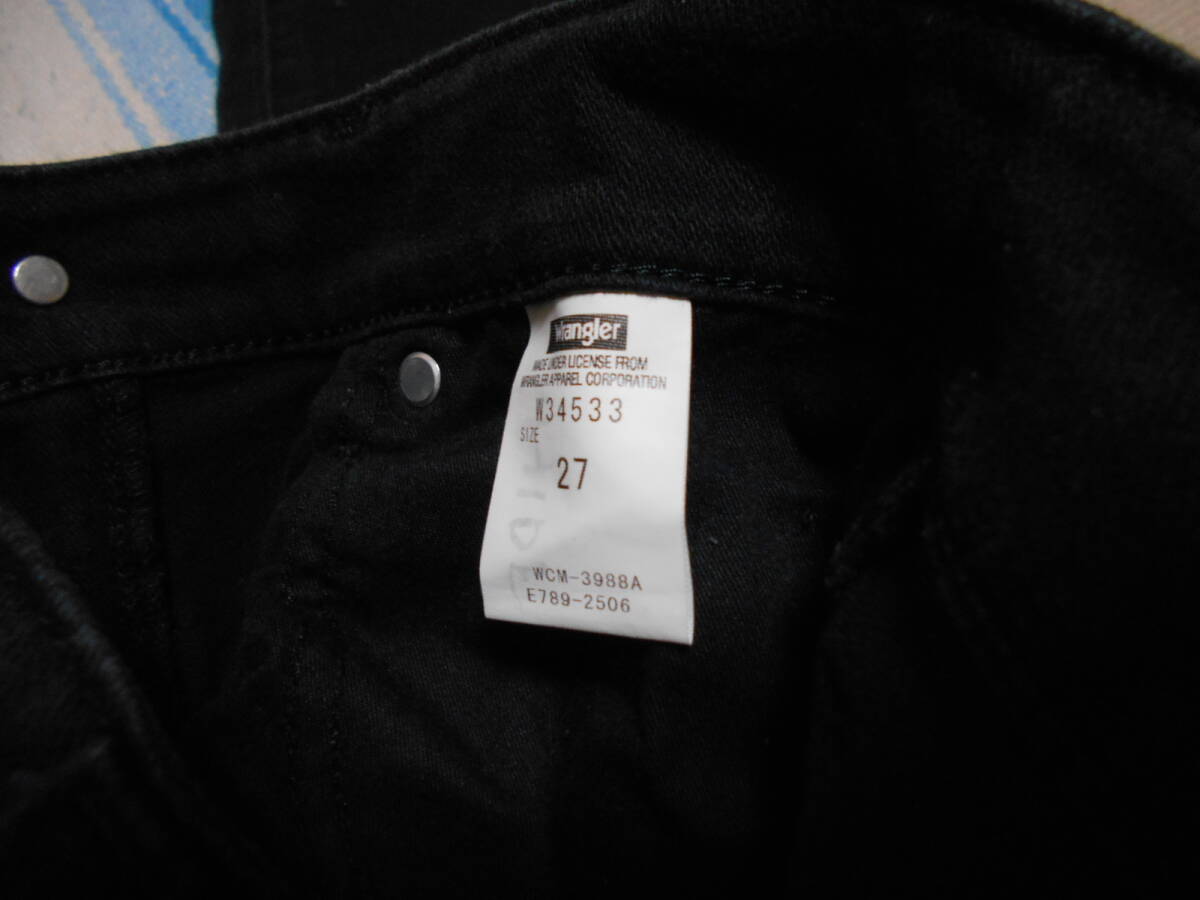 Wrangler
MADE UNDER LICENSE FROM
WRANGLER APPAREL CORPORATION
W34533
SIZE
27
WCM-3988A
E789-2506